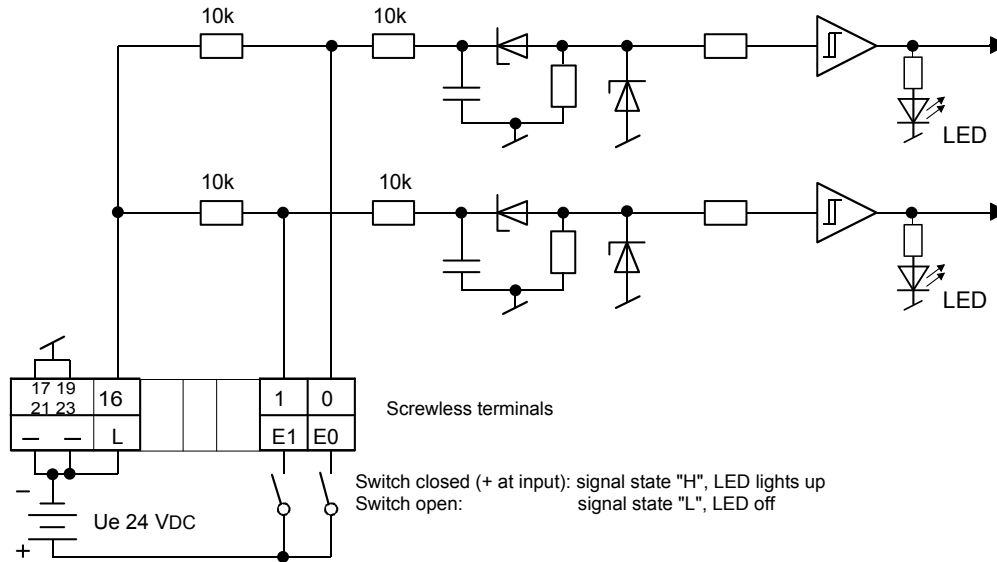 10k 10k
LED
10k 10k
LED
17 19
21 23
16
1 0
Screwless terminals
— — L
E1 E0
Switch closed (+ at input): signal state "H", LED lights up
Switch open: signal state "L", LED off
−
Ue 24 VDC
+